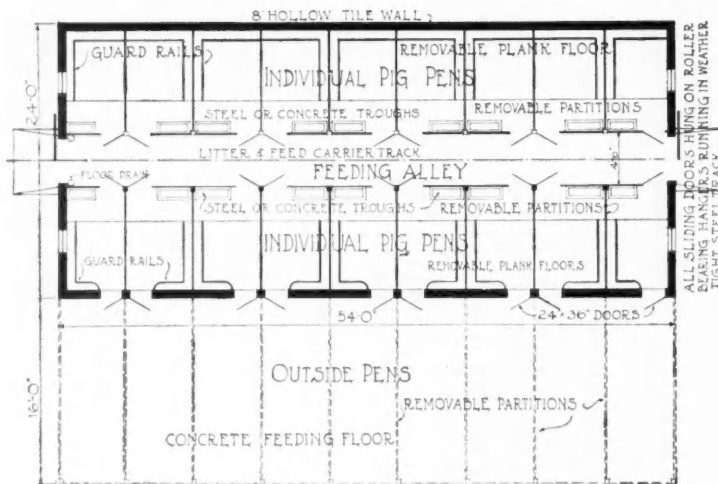 8" HOLLOW TILE WALL
GUARD RAILS
REMOVABLE PLANK FLOOR
INDIVIDUAL PIG PENS
STEEL OR CONCRETE TROUGHS
REMOVABLE PARTITIONS
24'-0"
LITTER & FEED CARRIER TRACK
FEEDING ALLEY
FLOOR DRAIN
STEEL OR CONCRETE TROUGHS
REMOVABLE PARTITIONS
INDIVIDUAL PIG PENS
GUARD RAILS
REMOVABLE PLANK FLOORS
54'-0"
24" x 36" DOORS
16'-0"
OUTSIDE PENS
REMOVABLE PARTITIONS
CONCRETE FEEDING FLOOR
ALL SLIDING DOORS HUNG ON ROLLER
BEARING HANGERS RUNNING IN WEATHER
TIGHT STEEL TRACK